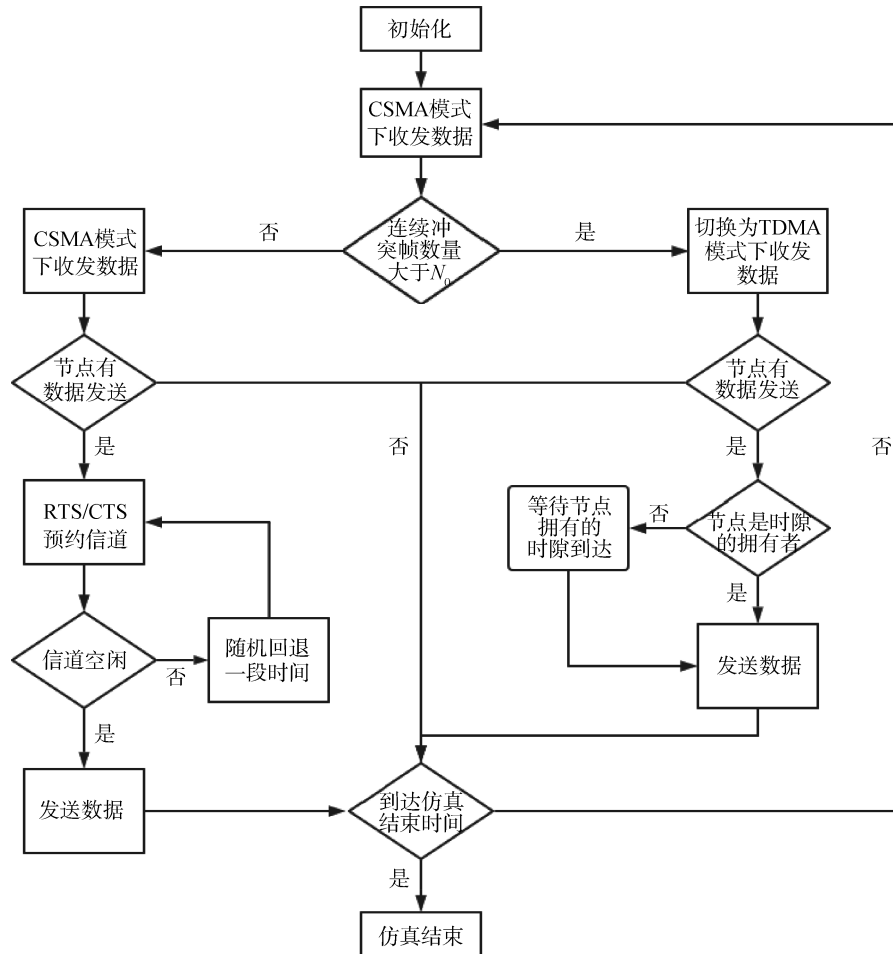 初始化
CSMA模式
下收发数据
连续冲
突帧数量
大于N₀
否
是
CSMA模式
下收发数据
切换为TDMA
模式下收发
数据
节点有
数据发送
节点有
数据发送
是
否
是
否
RTS/CTS
预约信道
等待节点
拥有的
时隙到达
否
节点是时隙
的拥有者
是
信道空闲
否
随机回退
一段时间
发送数据
是
发送数据
到达仿真
结束时间
是
仿真结束